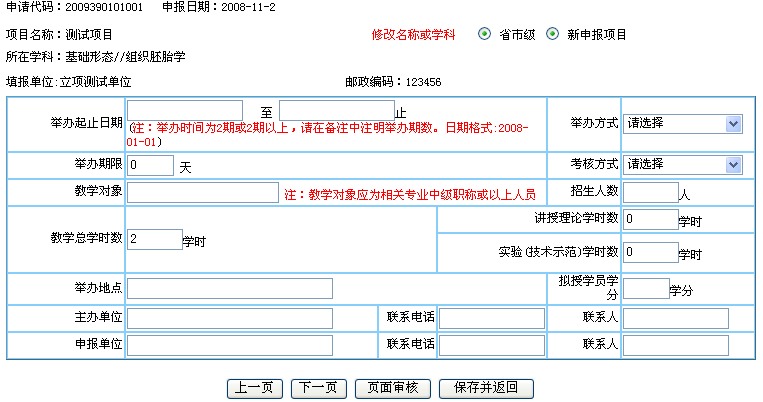 申请代码：2009390101001 申报日期：2008-11-2
项目名称：测试项目 修改名称或学科 省市级 新申报项目
所在学科：基础形态//组织胚胎学
填报单位:立项测试单位 邮政编码：123456
举办起止日期 至 止 举办方式 请选择
(注：举办时间为2期或2期以上，请在备注中注明举办期数。日期格式:2008-
01-01)
举办期限 0 天 考核方式 请选择
教学对象 注：教学对象应为相关专业中级职称或以上人员 招生人数 人
讲授理论学时数 0 学时
教学总学时数 2 学时
实验(技术示范)学时数 0 学时
举办地点 拟授学员学
分 学分
主办单位 联系电话 联系人
申报单位 联系电话 联系人
上一页 下一页 页面审核 保存并返回